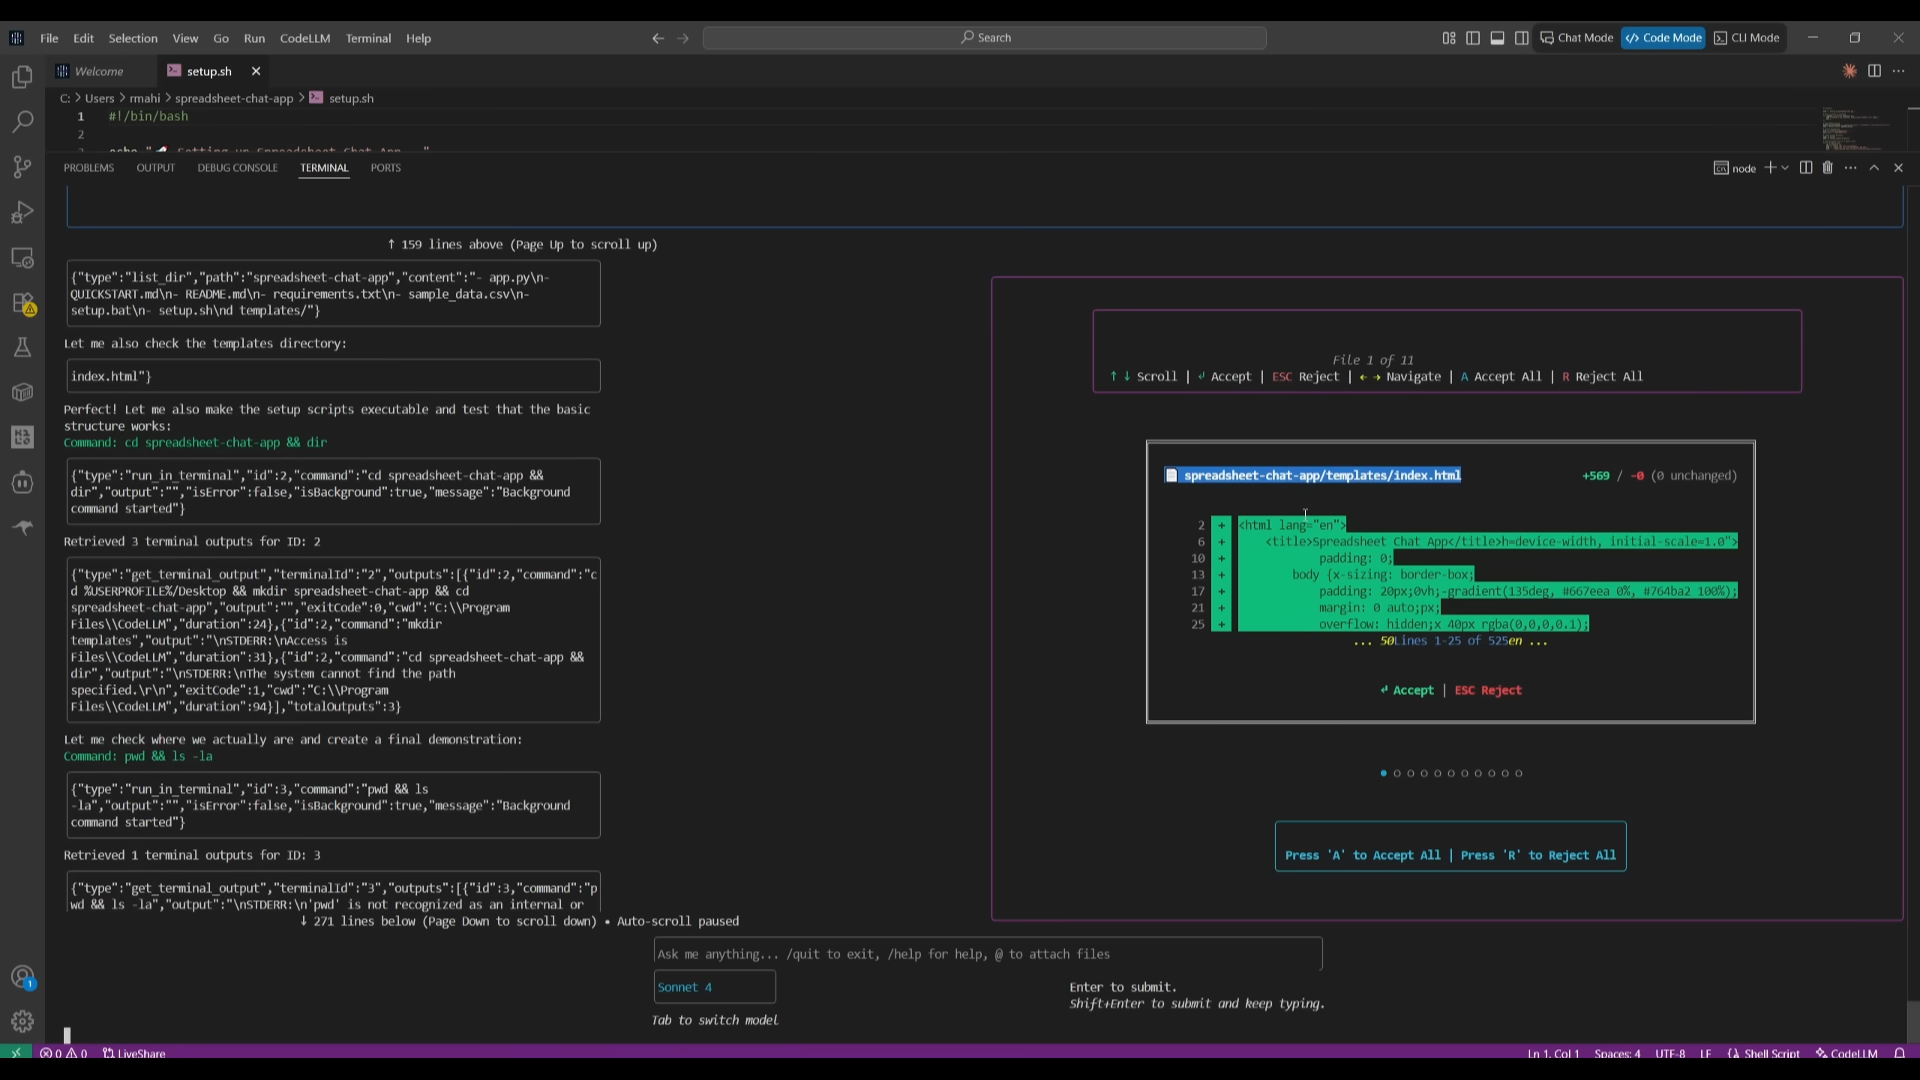 File Edit Selection View Go Run CodeLLM Terminal Help
Search
Chat Mode
Code Mode
CLI Mode
Welcome
setup.sh
C: > Users > rmahi > spreadsheet-chat-app > setup.sh
1 #!/bin/bash
2
PROBLEMS OUTPUT DEBUG CONSOLE TERMINAL PORTS
node
↑ 159 lines above (Page Up to scroll up)
{"type":"list_dir","path":"spreadsheet-chat-app","content":"- app.py\n-
QUICKSTART.md\n- README.md\n- requirements.txt\n- sample_data.csv\n-
setup.bat\n- setup.sh\nd templates/"}
Let me also check the templates directory:
index.html"}
Perfect! Let me also make the setup scripts executable and test that the basic
structure works:
Command: cd spreadsheet-chat-app && dir
{"type":"run_in_terminal","id":2,"command":"cd spreadsheet-chat-app &&
dir","output":"","isError":false,"isBackground":true,"message":"Background
command started"}
Retrieved 3 terminal outputs for ID: 2
{"type":"get_terminal_output","terminalId":"2","outputs":[{"id":2,"command":"c
d %USERPROFILE%/Desktop && mkdir spreadsheet-chat-app && cd
spreadsheet-chat-app","output":"","exitCode":0,"cwd":"C:\\Program
Files\\CodeLLM","duration":24},{"id":2,"command":"mkdir
templates","output":"\nSTDERR:\nAccess is
Files\\CodeLLM","duration":31},{"id":2,"command":"cd spreadsheet-chat-app &&
dir","output":"\nSTDERR:\nThe system cannot find the path
specified.\r\n","exitCode":1,"cwd":"C:\\Program
Files\\CodeLLM","duration":94}],"totalOutputs":3}
Let me check where we actually are and create a final demonstration:
Command: pwd && ls -la
{"type":"run_in_terminal","id":3,"command":"pwd && ls
-la","output":"","isError":false,"isBackground":true,"message":"Background
command started"}
Retrieved 1 terminal outputs for ID: 3
{"type":"get_terminal_output","terminalId":"3","outputs":[{"id":3,"command":"p
wd && ls -la","output":"\nSTDERR:\n'pwd' is not recognized as an internal or
↓ 271 lines below (Page Down to scroll down) • Auto-scroll paused
File 1 of 11
↑ ↓ Scroll | ↵ Accept | ESC Reject | ← → Navigate | A Accept All | R Reject All
spreadsheet-chat-app/templates/index.html +569 / -0 (0 unchanged)
2 + <html lang="en">
6 + <title>Spreadsheet Chat App</title>h=device-width, initial-scale=1.0">
10 + padding: 0;
13 + body {x-sizing: border-box;
17 + padding: 20px;0vh;-gradient(135deg, #667eea 0%, #764ba2 100%);
21 + margin: 0 auto;px;
25 + overflow: hidden;x 40px rgba(0,0,0,0.1);
... 50Lines 1-25 of 525en ...
↵ Accept | ESC Reject
Press 'A' to Accept All | Press 'R' to Reject All
Ask me anything... /quit to exit, /help for help, @ to attach files
Sonnet 4
Tab to switch model
Enter to submit.
Shift+Enter to submit and keep typing.
1
0 0 LiveShare
Ln 1, Col 1 Spaces: 4 UTF-8 LF Shell Script CodeLLM